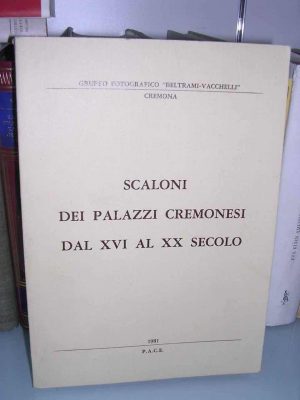 GRUPPO FOTOGRAFICO "BELTRAMI-VACCHELLI"
CREMONA
SCALONI
DEI PALAZZI CREMONESI
DAL XVI AL XX SECOLO
1981
P.A.C.E.